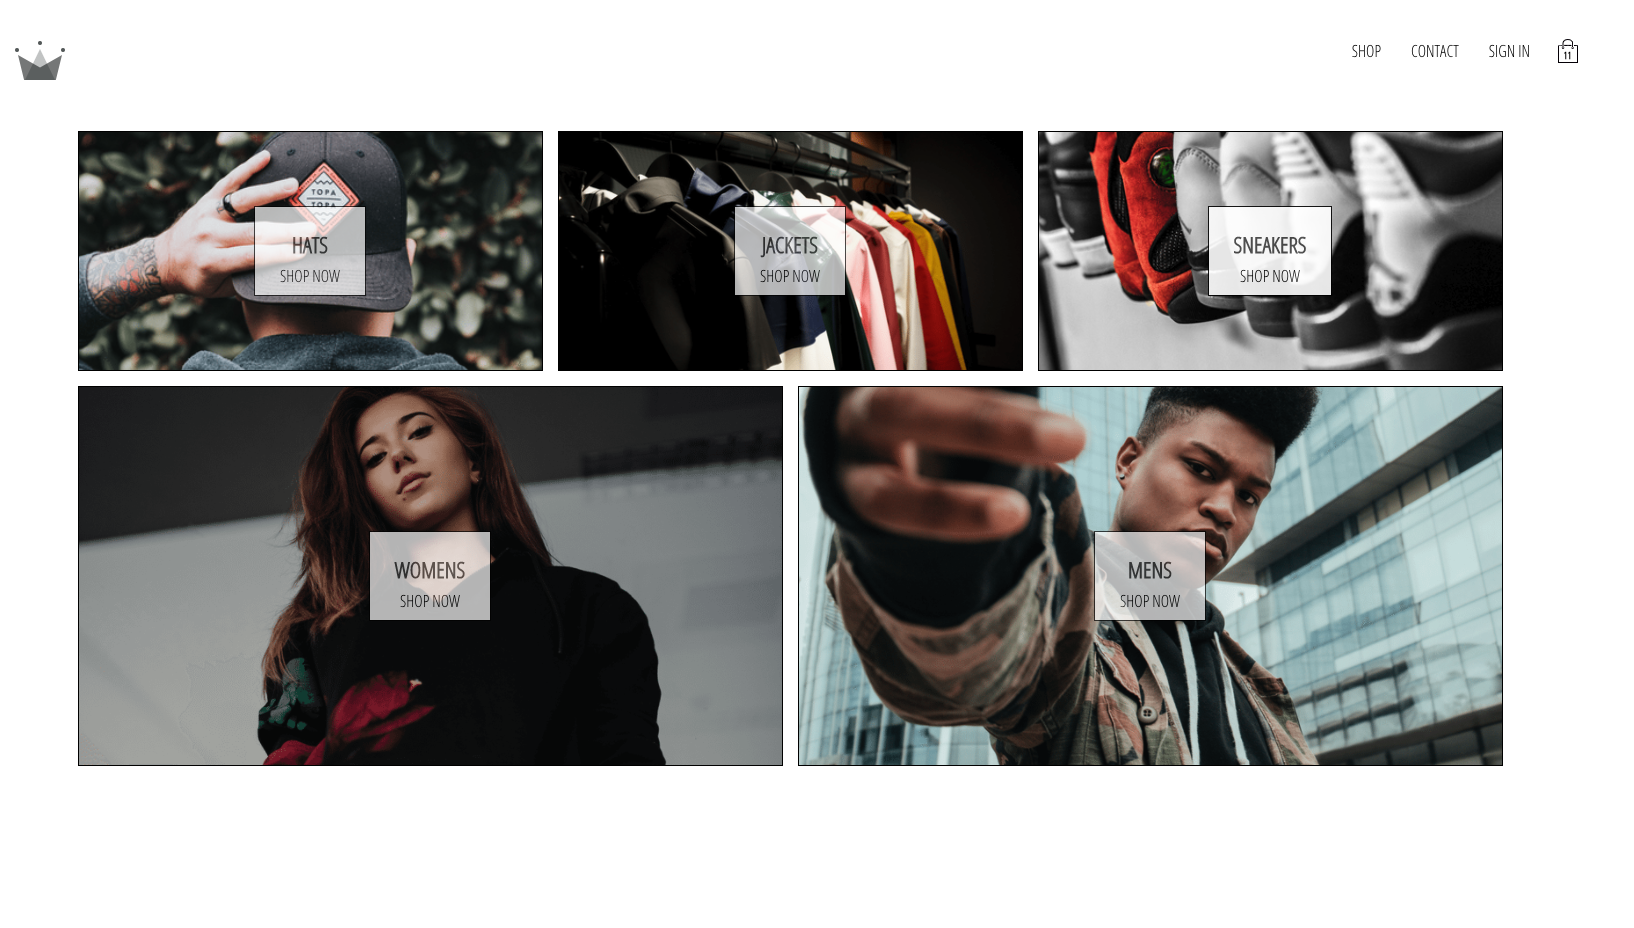 SHOP
CONTACT
SIGN IN
11
TOPA
TOPA
HATS
SHOP NOW
JACKETS
SHOP NOW
SNEAKERS
SHOP NOW
WOMENS
SHOP NOW
MENS
SHOP NOW